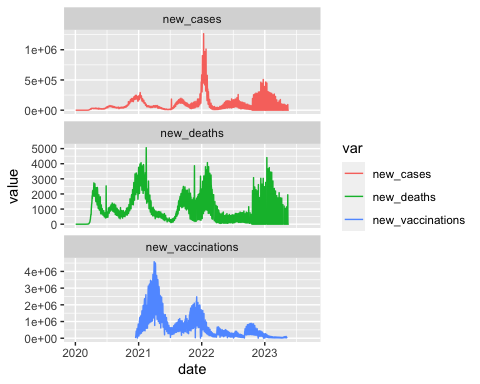 new_cases
1e+06
5e+05
0e+00
new_deaths
5000
4000
3000
2000
1000
0
new_vaccinations
4e+06
3e+06
2e+06
1e+06
0e+00
2020 2021 2022 2023
date
value
var
new_cases
new_deaths
new_vaccinations